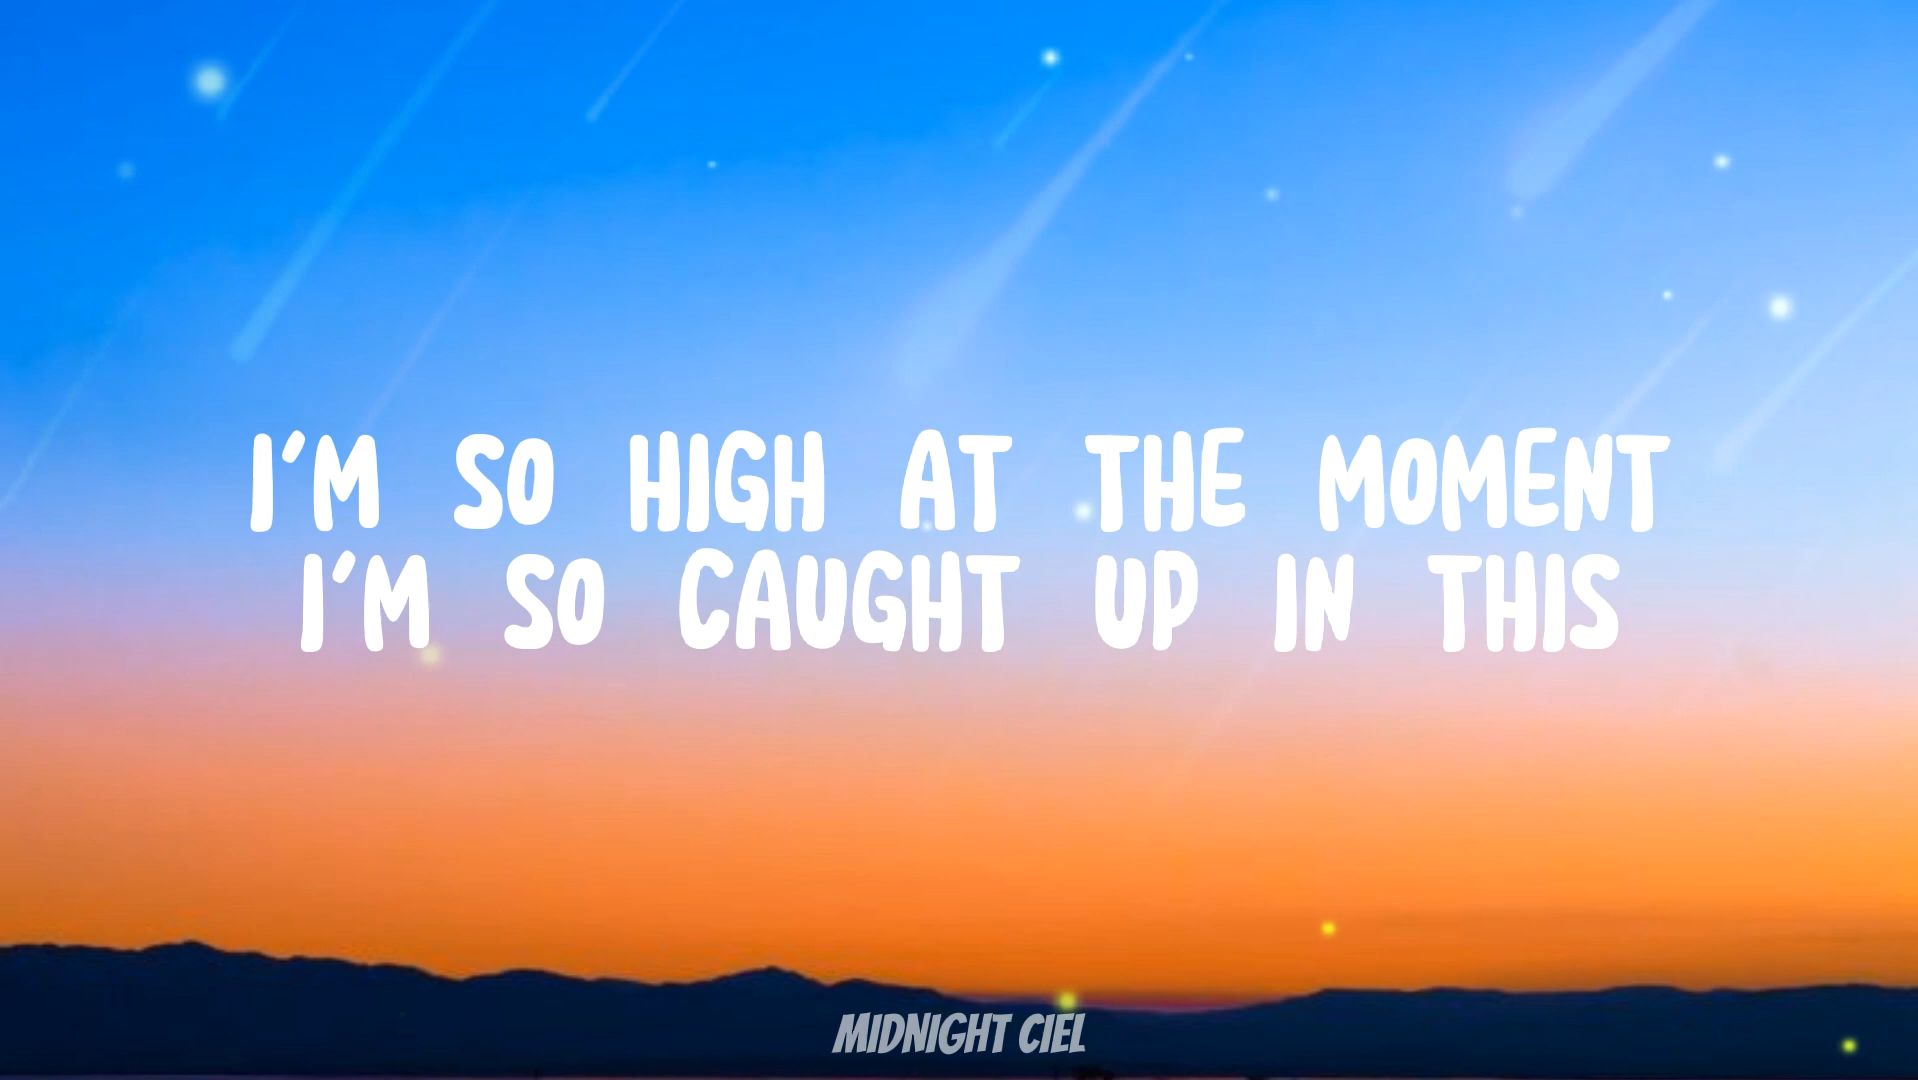 I'M SO HIGH AT THE MOMENT
I'M SO CAUGHT UP IN THIS
MIDNIGHT CIEL